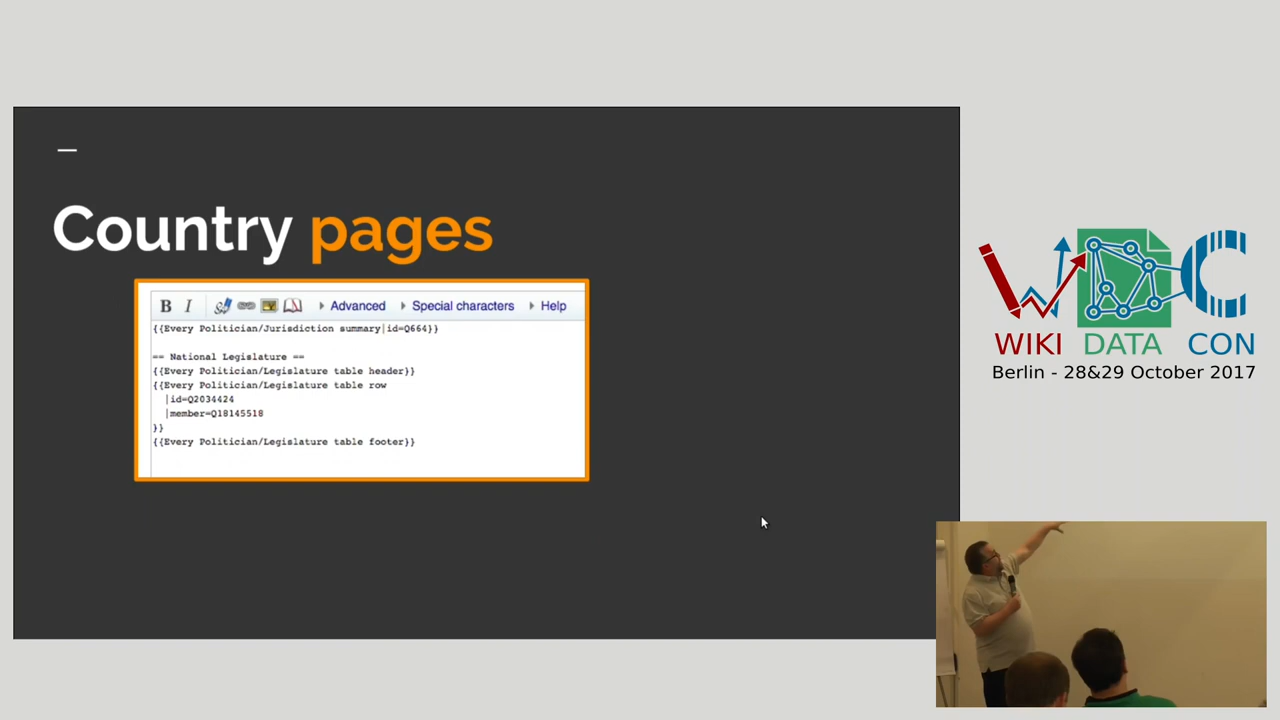 Country pages
B I Advanced Special characters Help
{{Every Politician/Jurisdiction summary|id=Q664}}
== National Legislature ==
{{Every Politician/Legislature table header}}
{{Every Politician/Legislature table row
|id=Q2034424
|member=Q18145518
}}
{{Every Politician/Legislature table footer}}
WIKI DATA CON
Berlin - 28&29 October 2017